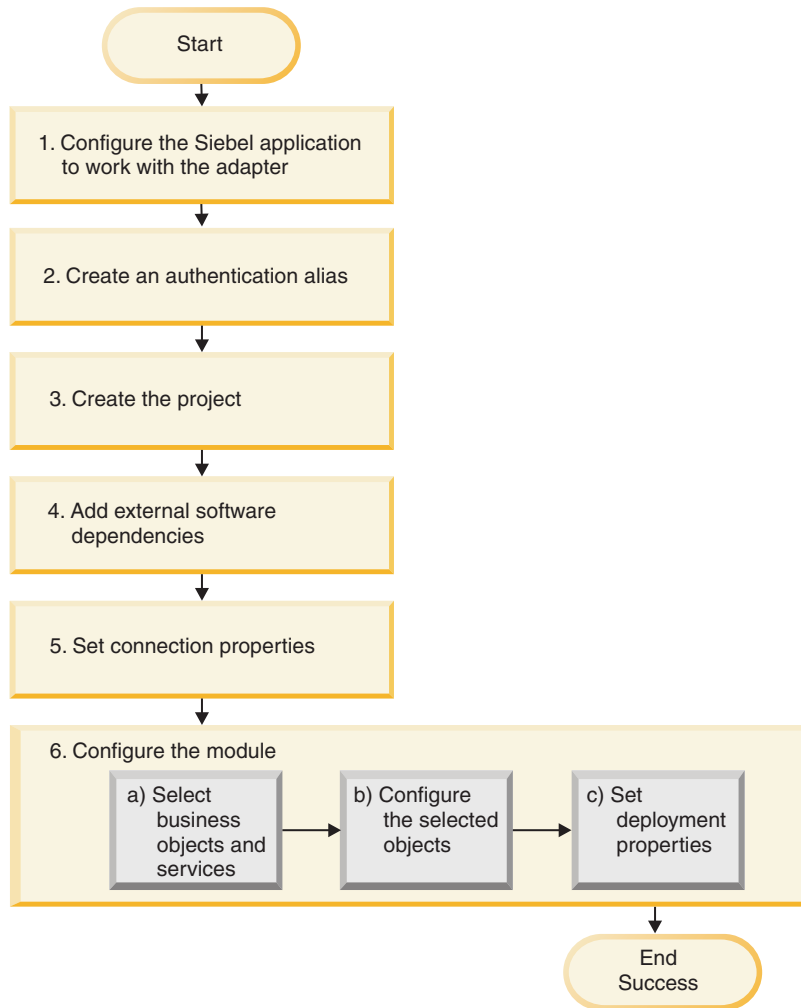 Start
1. Configure the Siebel application
to work with the adapter
2. Create an authentication alias
3. Create the project
4. Add external software
dependencies
5. Set connection properties
6. Configure the module
a) Select
business
objects and
services
b) Configure
the selected
objects
c) Set
deployment
properties
End
Success